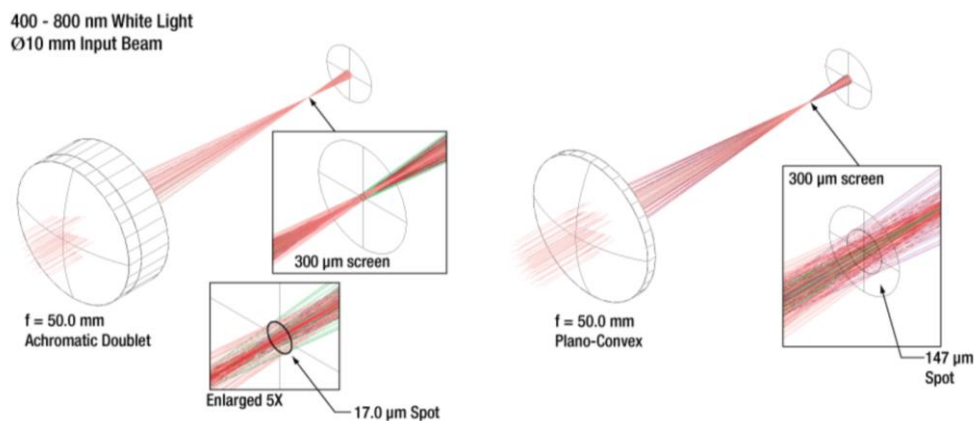 400 - 800 nm White Light
Ø10 mm Input Beam
300 µm screen
f = 50.0 mm
Achromatic Doublet
Enlarged 5X
17.0 µm Spot
300 µm screen
f = 50.0 mm
Plano-Convex
147 µm
Spot